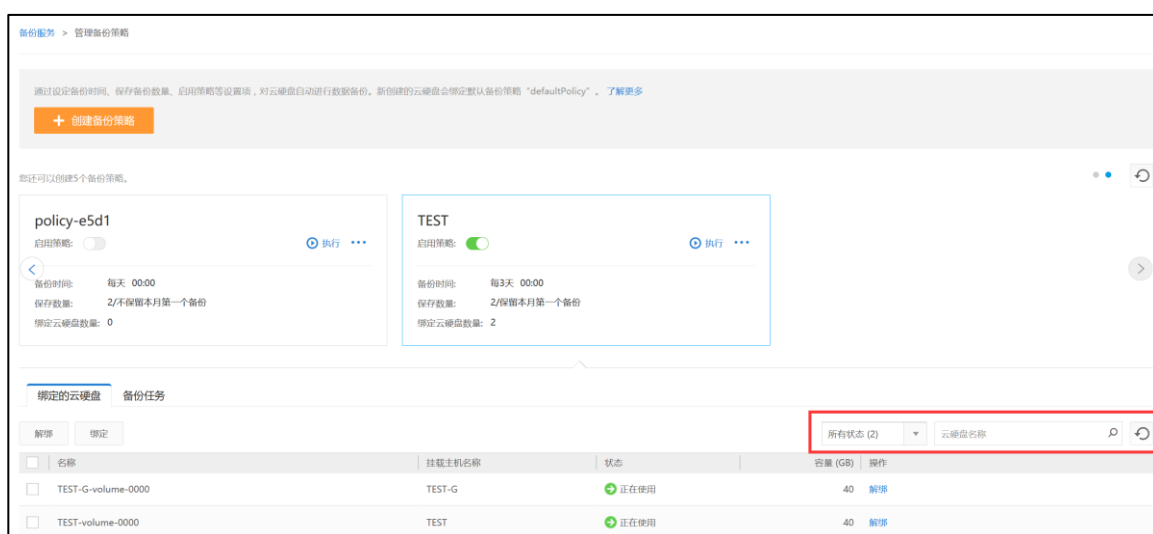 备份服务 > 管理备份策略
通过设定备份时间、保存备份数量、启用策略等设置项，对云硬盘自动进行数据备份。新创建的云硬盘会绑定默认备份策略 "defaultPolicy" 。 了解更多
+ 创建备份策略
您还可以创建5个备份策略。
policy-e5d1
启用策略:
执行 •••
备份时间: 每天 00:00
保存数量: 2/不保留本月第一个备份
绑定云硬盘数量: 0
TEST
启用策略:
执行 •••
备份时间: 每3天 00:00
保存数量: 2/保留本月第一个备份
绑定云硬盘数量: 2
绑定的云硬盘 备份任务
解绑 绑定 所有状态 (2) 云硬盘名称
名称 挂载主机名称 状态 容量 (GB) 操作
TEST-G-volume-0000 TEST-G 正在使用 40 解绑
TEST-volume-0000 TEST 正在使用 40 解绑